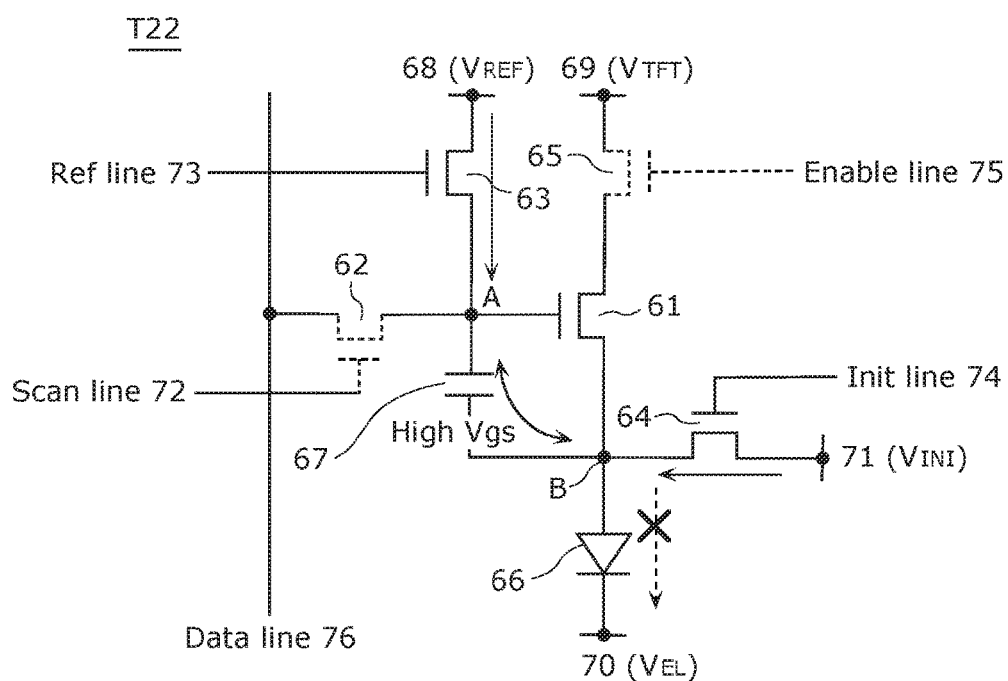 T22
68 (VREF)
69 (VTFT)
Ref line 73
63
65
Enable line 75
62
A
61
Scan line 72
Init line 74
64
High Vgs
67
B
71 (VINI)
66
Data line 76
70 (VEL)